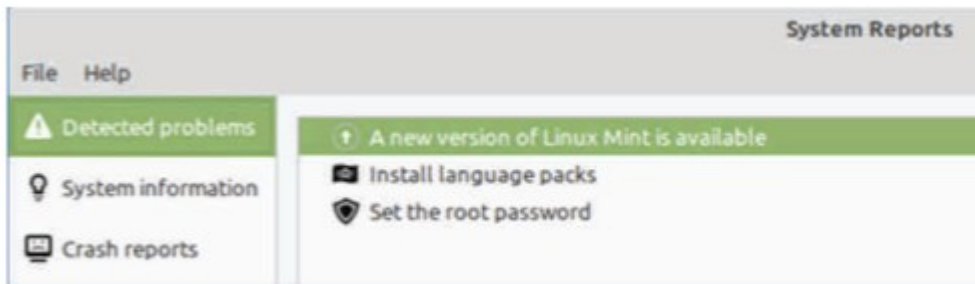 System Reports
File Help
Detected problems
A new version of Linux Mint is available
Install language packs
System information
Set the root password
Crash reports